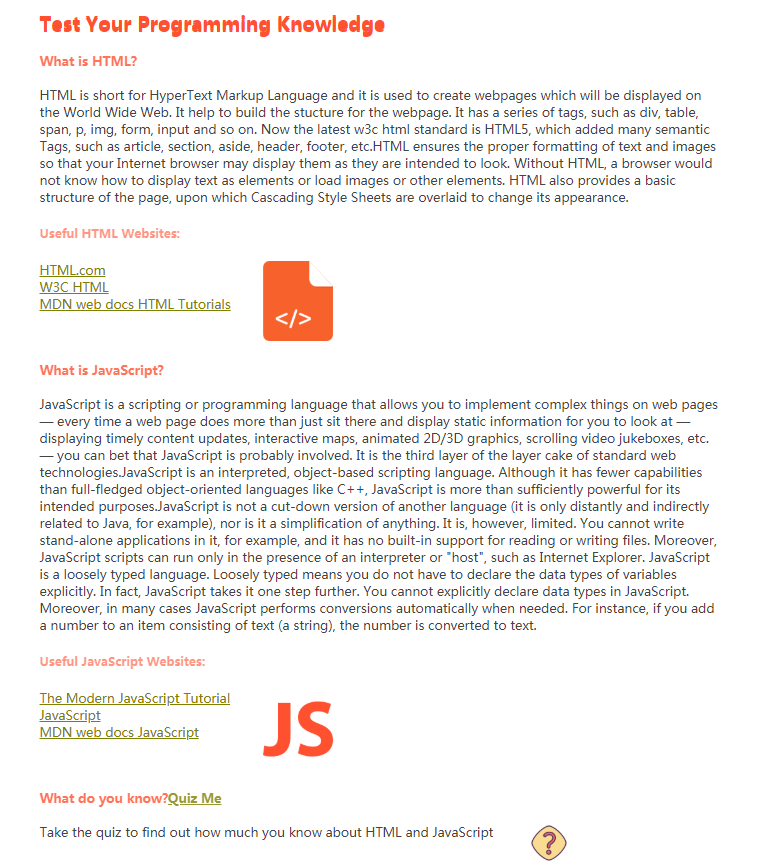 Test Your Programming Knowledge
What is HTML?
HTML is short for HyperText Markup Language and it is used to create webpages which will be displayed on
the World Wide Web. It help to build the stucture for the webpage. It has a series of tags, such as div, table,
span, p, img, form, input and so on. Now the latest w3c html standard is HTML5, which added many semantic
Tags, such as article, section, aside, header, footer, etc.HTML ensures the proper formatting of text and images
so that your Internet browser may display them as they are intended to look. Without HTML, a browser would
not know how to display text as elements or load images or other elements. HTML also provides a basic
structure of the page, upon which Cascading Style Sheets are overlaid to change its appearance.
Useful HTML Websites:
HTML.com
W3C HTML
MDN web docs HTML Tutorials
</>
What is JavaScript?
JavaScript is a scripting or programming language that allows you to implement complex things on web pages
— every time a web page does more than just sit there and display static information for you to look at —
displaying timely content updates, interactive maps, animated 2D/3D graphics, scrolling video jukeboxes, etc.
— you can bet that JavaScript is probably involved. It is the third layer of the layer cake of standard web
technologies.JavaScript is an interpreted, object-based scripting language. Although it has fewer capabilities
than full-fledged object-oriented languages like C++, JavaScript is more than sufficiently powerful for its
intended purposes.JavaScript is not a cut-down version of another language (it is only distantly and indirectly
related to Java, for example), nor is it a simplification of anything. It is, however, limited. You cannot write
stand-alone applications in it, for example, and it has no built-in support for reading or writing files. Moreover,
JavaScript scripts can run only in the presence of an interpreter or "host", such as Internet Explorer. JavaScript
is a loosely typed language. Loosely typed means you do not have to declare the data types of variables
explicitly. In fact, JavaScript takes it one step further. You cannot explicitly declare data types in JavaScript.
Moreover, in many cases JavaScript performs conversions automatically when needed. For instance, if you add
a number to an item consisting of text (a string), the number is converted to text.
Useful JavaScript Websites:
The Modern JavaScript Tutorial
JavaScript
MDN web docs JavaScript
JS
What do you know?Quiz Me
Take the quiz to find out how much you know about HTML and JavaScript
?